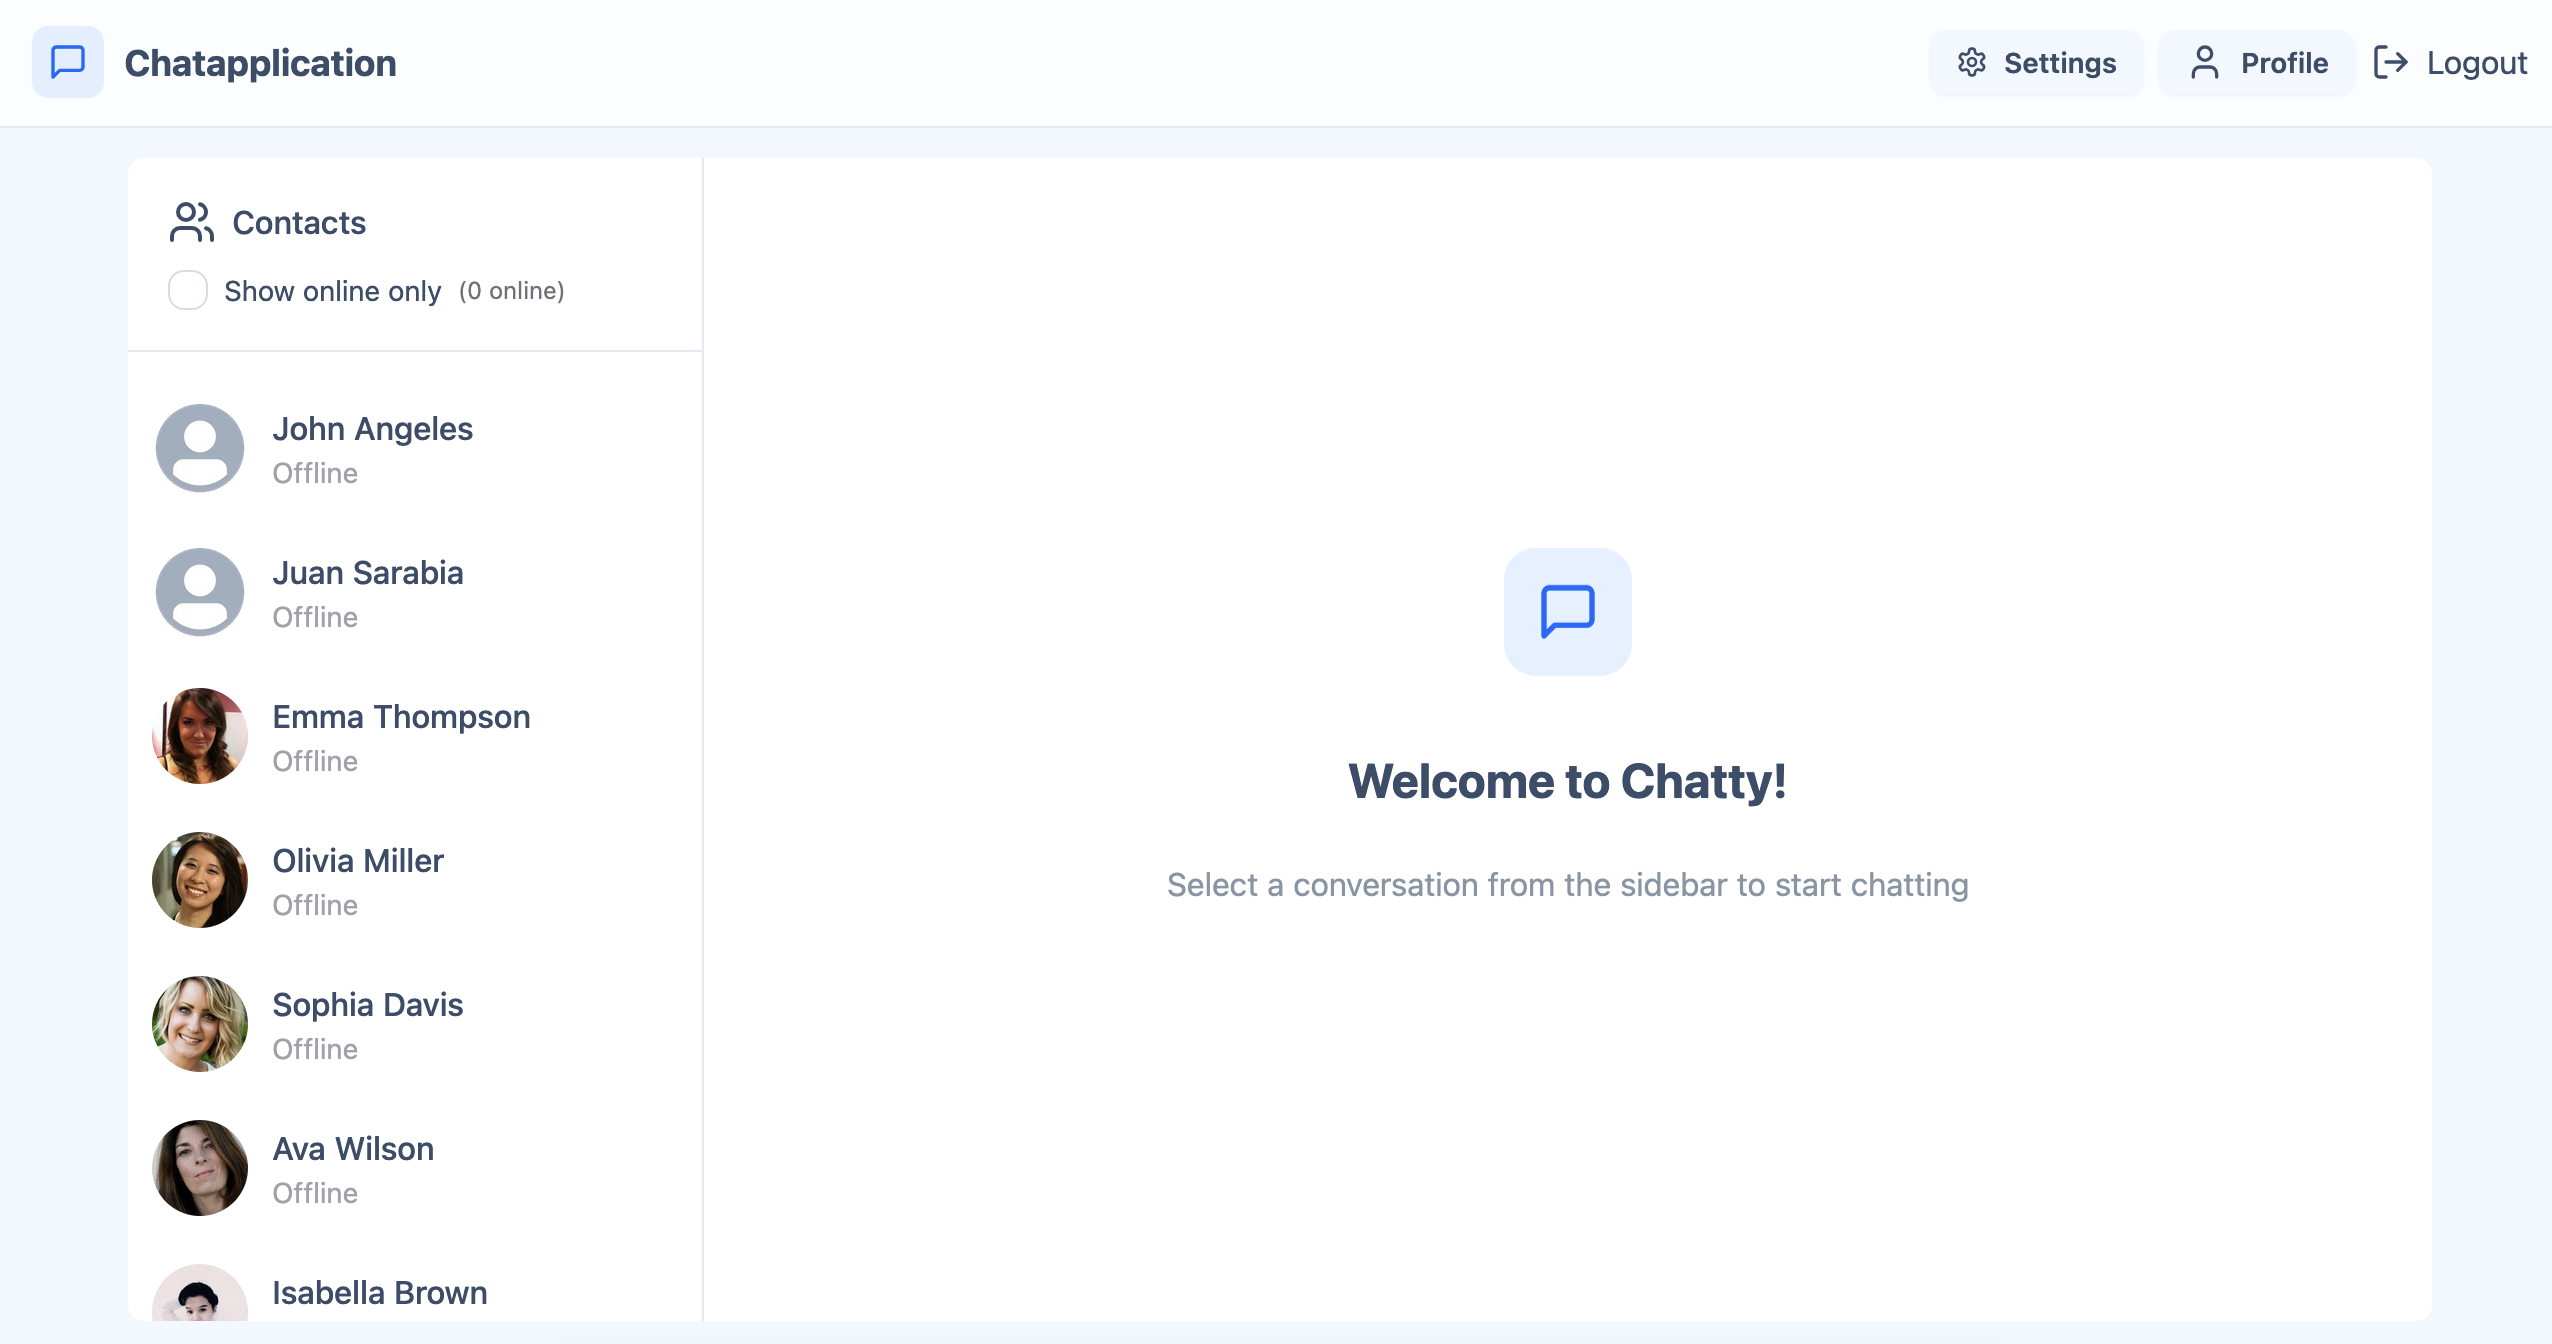 Chatapplication
Settings
Profile
Logout
Contacts
Show online only (0 online)
John Angeles
Offline
Juan Sarabia
Offline
Emma Thompson
Offline
Olivia Miller
Offline
Sophia Davis
Offline
Ava Wilson
Offline
Isabella Brown
Welcome to Chatty!
Select a conversation from the sidebar to start chatting